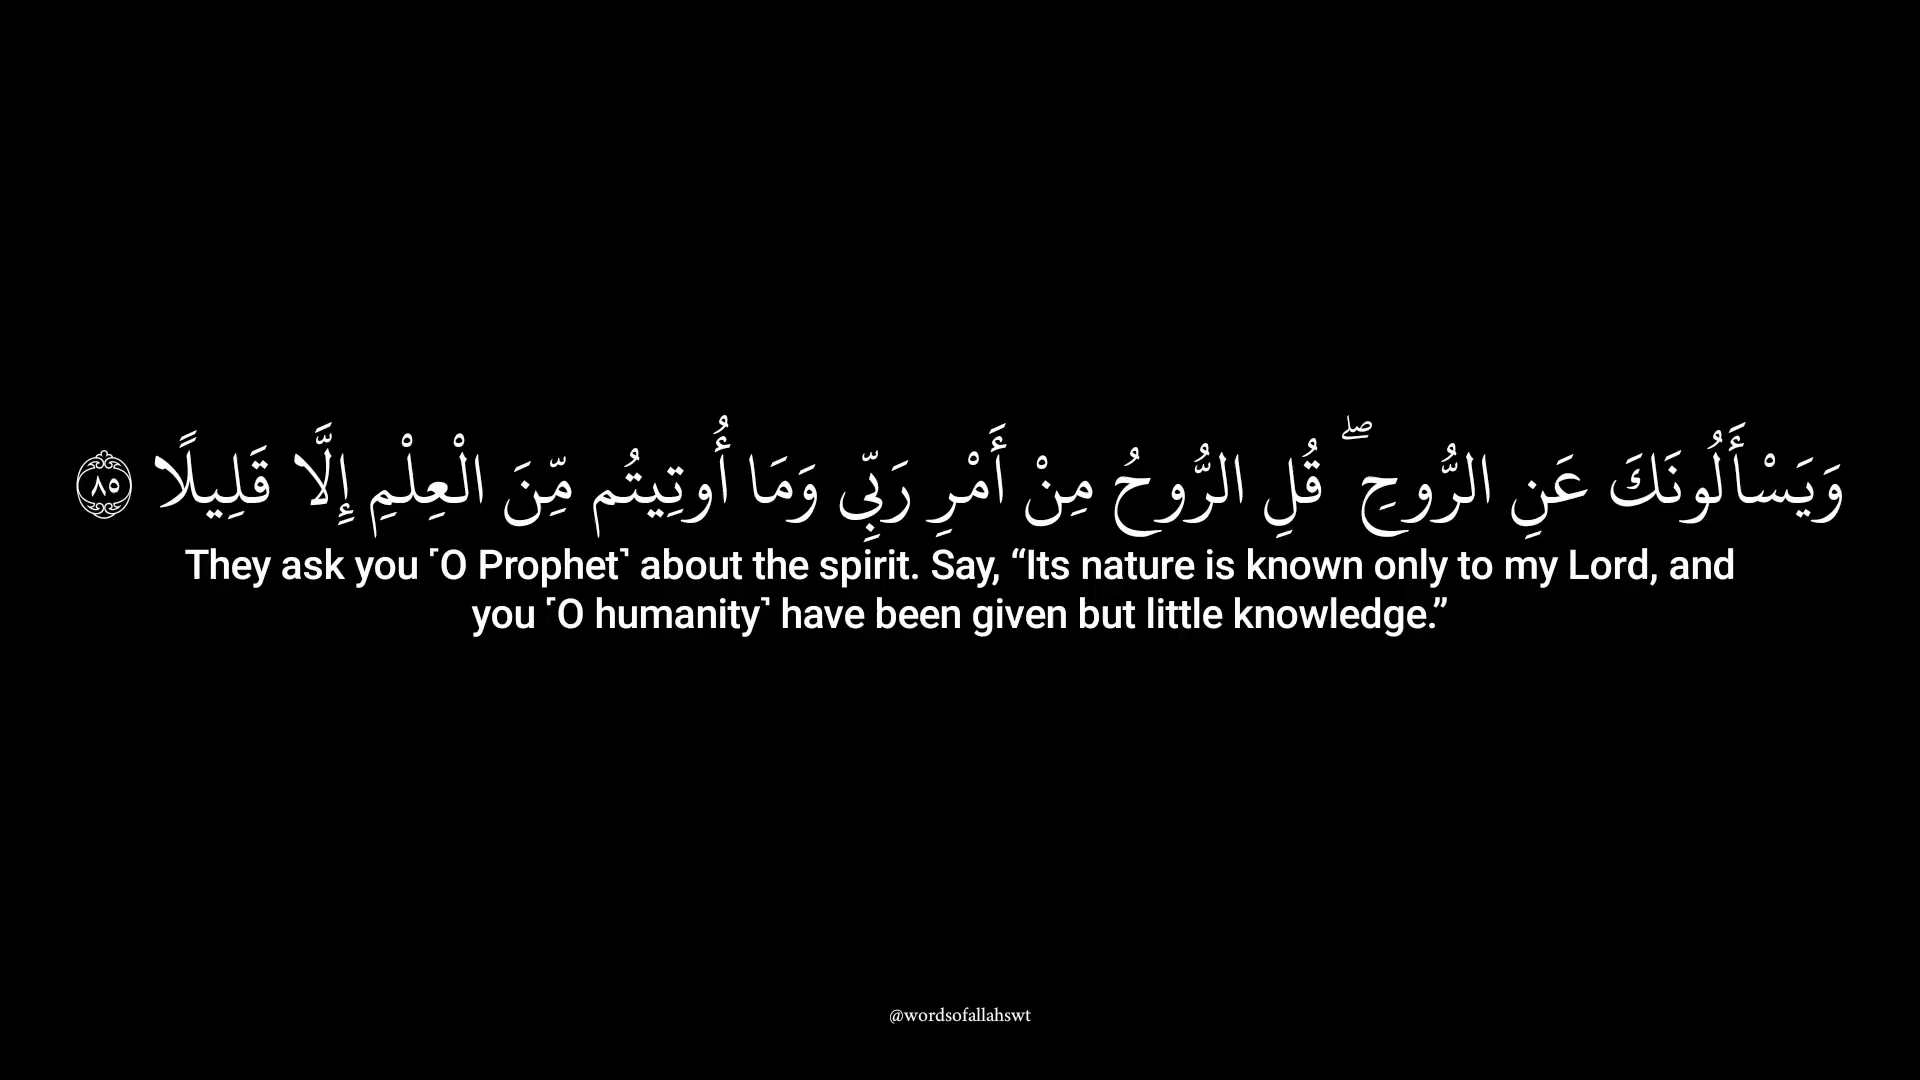 وَيَسْأَلُونَكَ عَنِ الرُّوحِ ۖ قُلِ الرُّوحُ مِنْ أَمْرِ رَبِّي وَمَا أُوتِيتُم مِّنَ الْعِلْمِ إِلَّا قَلِيلًا ٨٥
They ask you ˹O Prophet˺ about the spirit. Say, “Its nature is known only to my Lord, and
you ˹O humanity˺ have been given but little knowledge.”
@wordsofallahswt